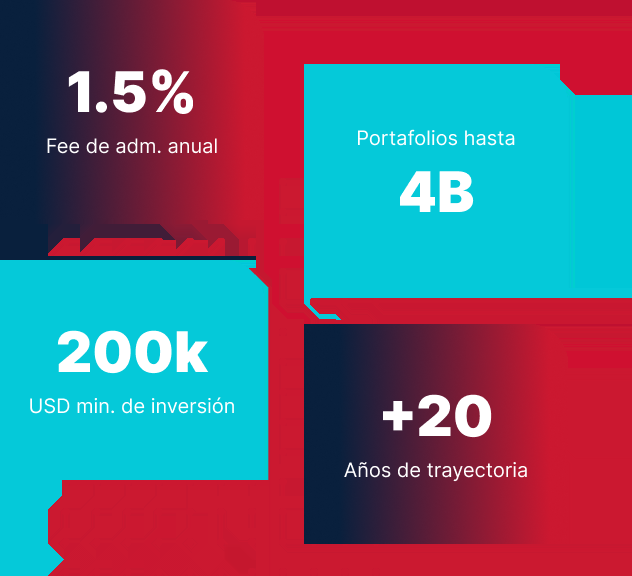 1.5%
Fee de adm. anual
Portafolios hasta
4B
200k
USD min. de inversión
+20
Años de trayectoria